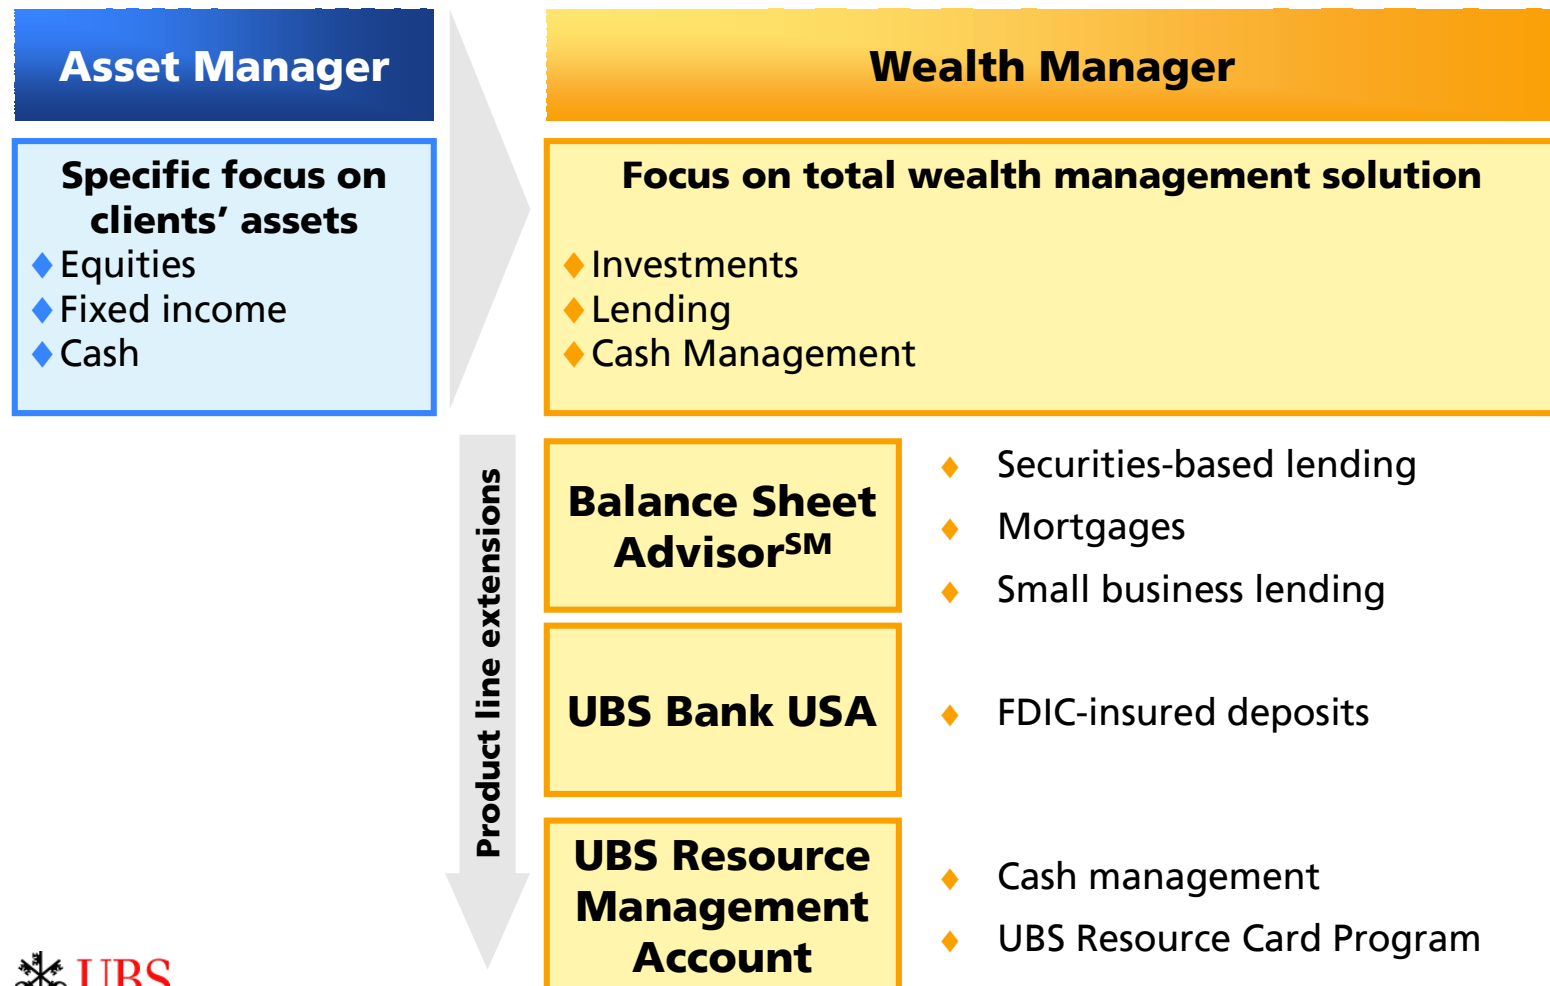 Asset Manager
Wealth Manager
Specific focus on
clients’ assets
♦ Equities
♦ Fixed income
♦ Cash
Focus on total wealth management solution
♦ Investments
♦ Lending
♦ Cash Management
Product line extensions
Balance Sheet
AdvisorSM
♦ Securities-based lending
♦ Mortgages
♦ Small business lending
UBS Bank USA
♦ FDIC-insured deposits
UBS Resource
Management
Account
♦ Cash management
♦ UBS Resource Card Program
UBS